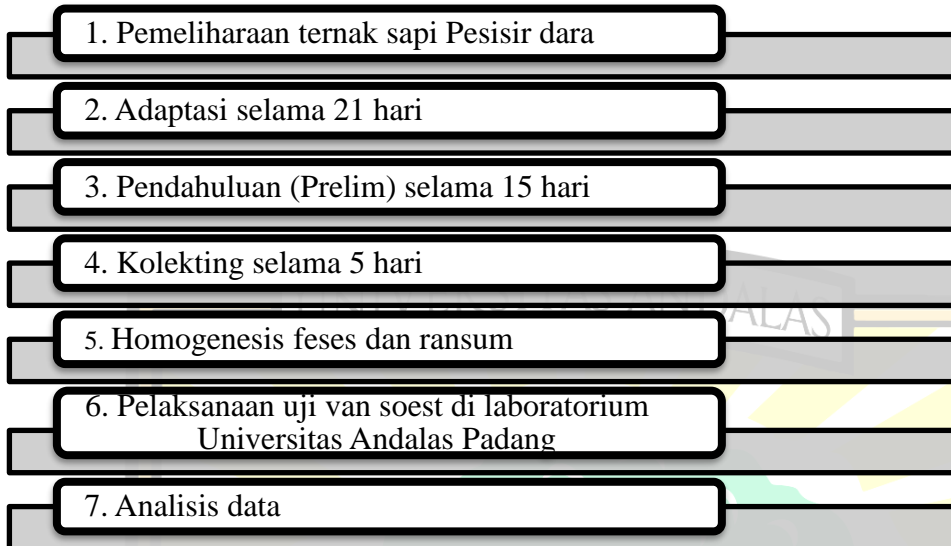 1. Pemeliharaan ternak sapi Pesisir dara
2. Adaptasi selama 21 hari
3. Pendahuluan (Prelim) selama 15 hari
4. Kolekting selama 5 hari
5. Homogenesis feses dan ransum
6. Pelaksanaan uji van soest di laboratorium
Universitas Andalas Padang
7. Analisis data